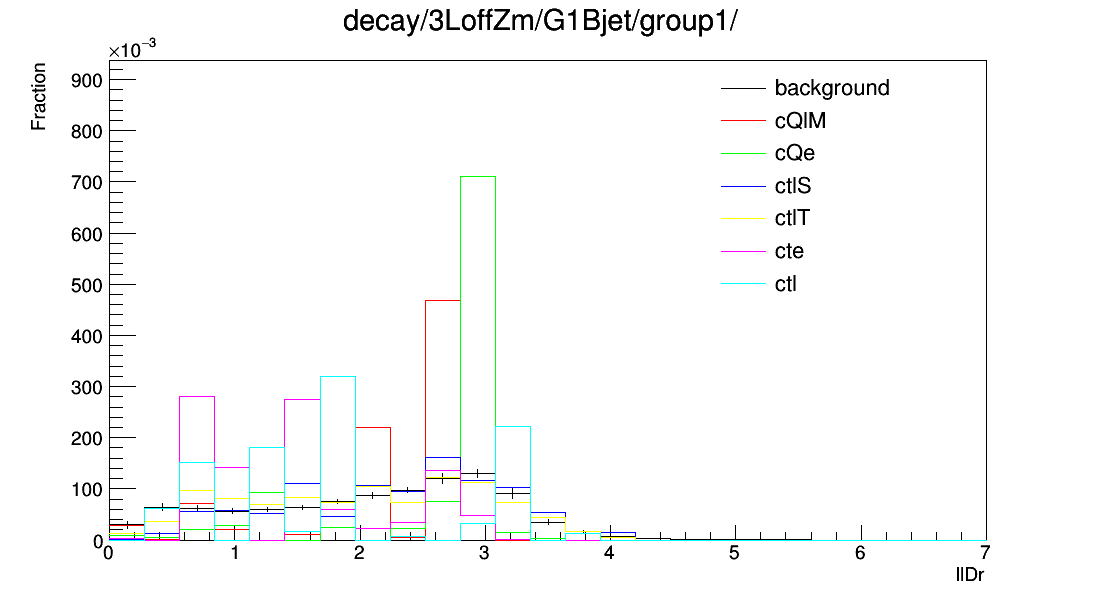 decay/3LoffZm/G1Bjet/group1/
×10⁻³
Fraction
900
800
700
600
500
400
300
200
100
0
background
cQlM
cQe
ctlS
ctlT
cte
ctl
0 1 2 3 4 5 6 7
llDr